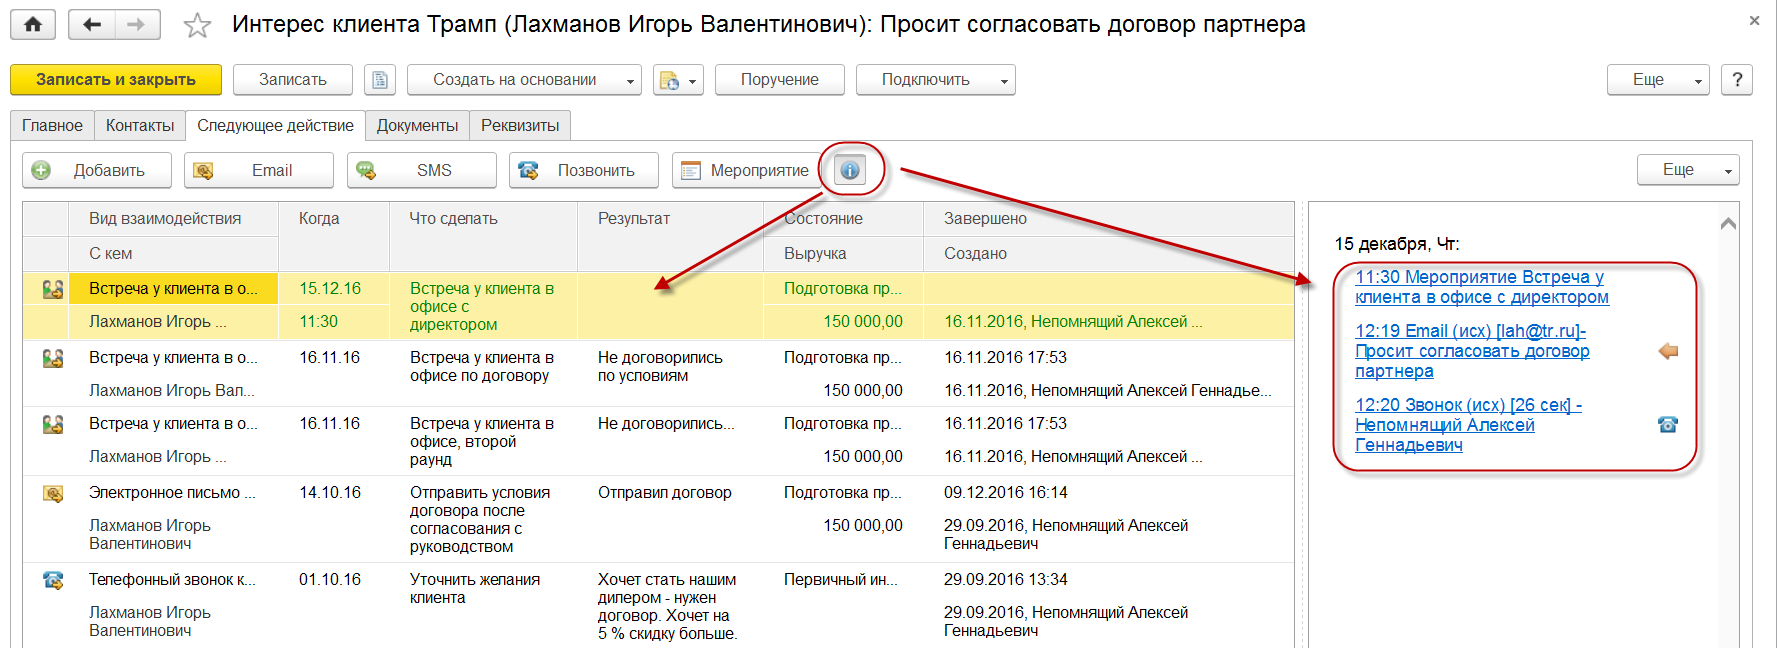 Интерес клиента Трамп (Лахманов Игорь Валентинович): Просит согласовать договор партнера
Записать и закрыть
Записать
Создать на основании
Поручение
Подключить
Еще
?
Главное
Контакты
Следующее действие
Документы
Реквизиты
Добавить
Email
SMS
Позвонить
Мероприятие
Еще
Вид взаимодействия
Когда
Что сделать
Результат
Состояние
Завершено
С кем
Выручка
Создано
Встреча у клиента в о...
15.12.16
Встреча у клиента в
офисе с
директором
Подготовка пр...
Лахманов Игорь ...
11:30
150 000,00
16.11.2016, Непомнящий Алексей ...
Встреча у клиента в о...
16.11.16
Встреча у клиента в
офисе по договору
Не договорились
по условиям
Подготовка пр...
16.11.2016 17:53
Лахманов Игорь Вал...
150 000,00
16.11.2016, Непомнящий Алексей Геннадье...
Встреча у клиента в о...
16.11.16
Встреча у клиента в
офисе, второй
раунд
Не договорились...
Подготовка пр...
16.11.2016 17:53
Лахманов Игорь ...
150 000,00
16.11.2016, Непомнящий Алексей ...
Электронное письмо ...
14.10.16
Отправить условия
договора после
согласования с
руководством
Отправил договор
Подготовка пр...
09.12.2016 16:14
Лахманов Игорь
Валентинович
150 000,00
29.09.2016, Непомнящий Алексей
Геннадьевич
Телефонный звонок к...
01.10.16
Уточнить желания
клиента
Хочет стать нашим
дилером - нужен
договор. Хочет на
5 % скидку больше.
Первичный ин...
29.09.2016 13:34
Лахманов Игорь
Валентинович
29.09.2016, Непомнящий Алексей
Геннадьевич
15 декабря, Чт:
11:30 Мероприятие Встреча у
клиента в офисе с директором
12:19 Email (исх) [lah@tr.ru]-
Просит согласовать договор
партнера
12:20 Звонок (исх) [26 сек] -
Непомнящий Алексей
Геннадьевич